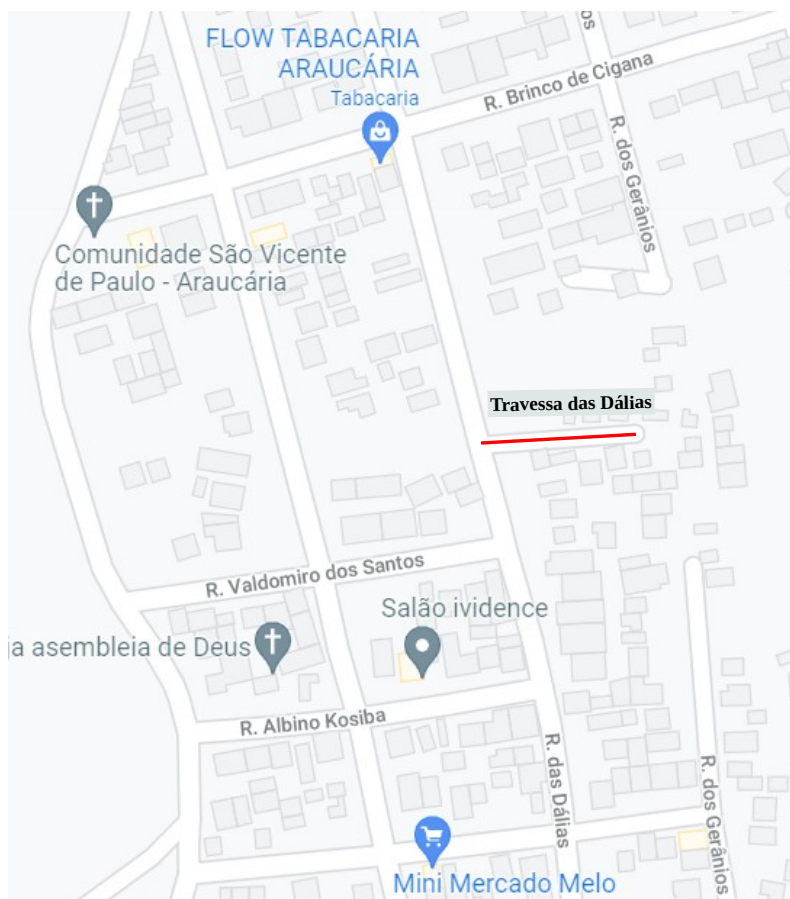 os
FLOW TABACARIA
ARAUCÁRIA
Tabacaria
R. Brinco de Cigana
R. dos Gerânios
Comunidade São Vicente
de Paulo - Araucária
Travessa das Dálias
R. Valdomiro dos Santos
Salão ividence
ja asembleia de Deus
R. Albino Kosiba
R. das Dálias
R. dos Gerânios
Mini Mercado Melo